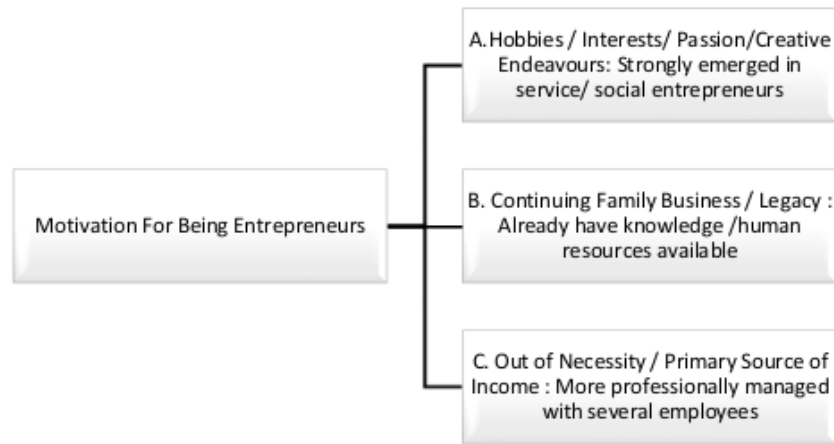 A.Hobbies / Interests/ Passion/Creative
Endeavours: Strongly emerged in
service/ social entrepreneurs
Motivation For Being Entrepreneurs
B. Continuing Family Business / Legacy :
Already have knowledge /human
resources available
C. Out of Necessity / Primary Source of
Income : More professionally managed
with several employees